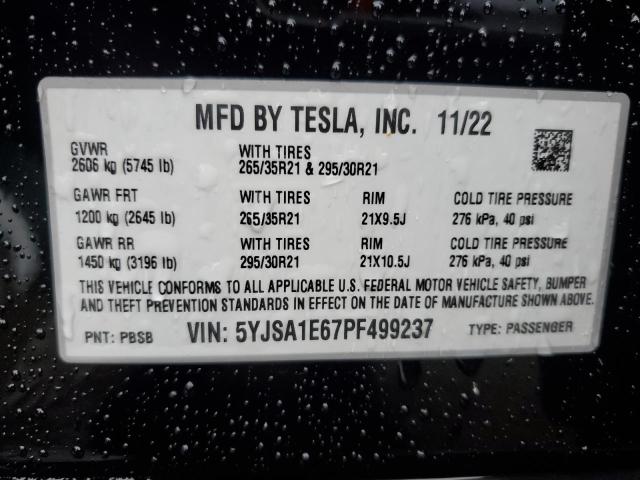 MFD BY TESLA, INC. 11/22
GVWR WITH TIRES
2606 kg (5745 lb) 265/35R21 & 295/30R21
GAWR FRT WITH TIRES RIM COLD TIRE PRESSURE
1200 kg (2645 lb) 265/35R21 21X9.5J 276 kPa, 40 psi
GAWR RR WITH TIRES RIM COLD TIRE PRESSURE
1450 kg (3196 lb) 295/30R21 21X10.5J 276 kPa, 40 psi
THIS VEHICLE CONFORMS TO ALL APPLICABLE U.S. FEDERAL MOTOR VEHICLE SAFETY, BUMPER
AND THEFT PREVENTION STANDARDS IN EFFECT ON THE DATE OF MANUFACTURE SHOWN ABOVE.
PNT: PBSB VIN: 5YJSA1E67PF499237 TYPE: PASSENGER